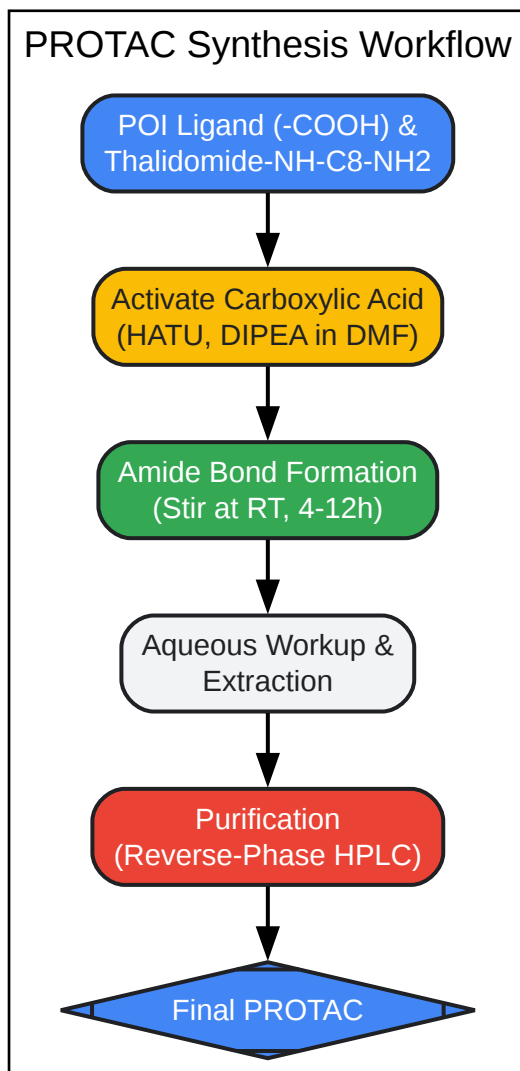 PROTAC Synthesis Workflow
POI Ligand (-COOH) &
Thalidomide-NH-C8-NH2
Activate Carboxylic Acid
(HATU, DIPEA in DMF)
Amide Bond Formation
(Stir at RT, 4-12h)
Aqueous Workup &
Extraction
Purification
(Reverse-Phase HPLC)
Final PROTAC